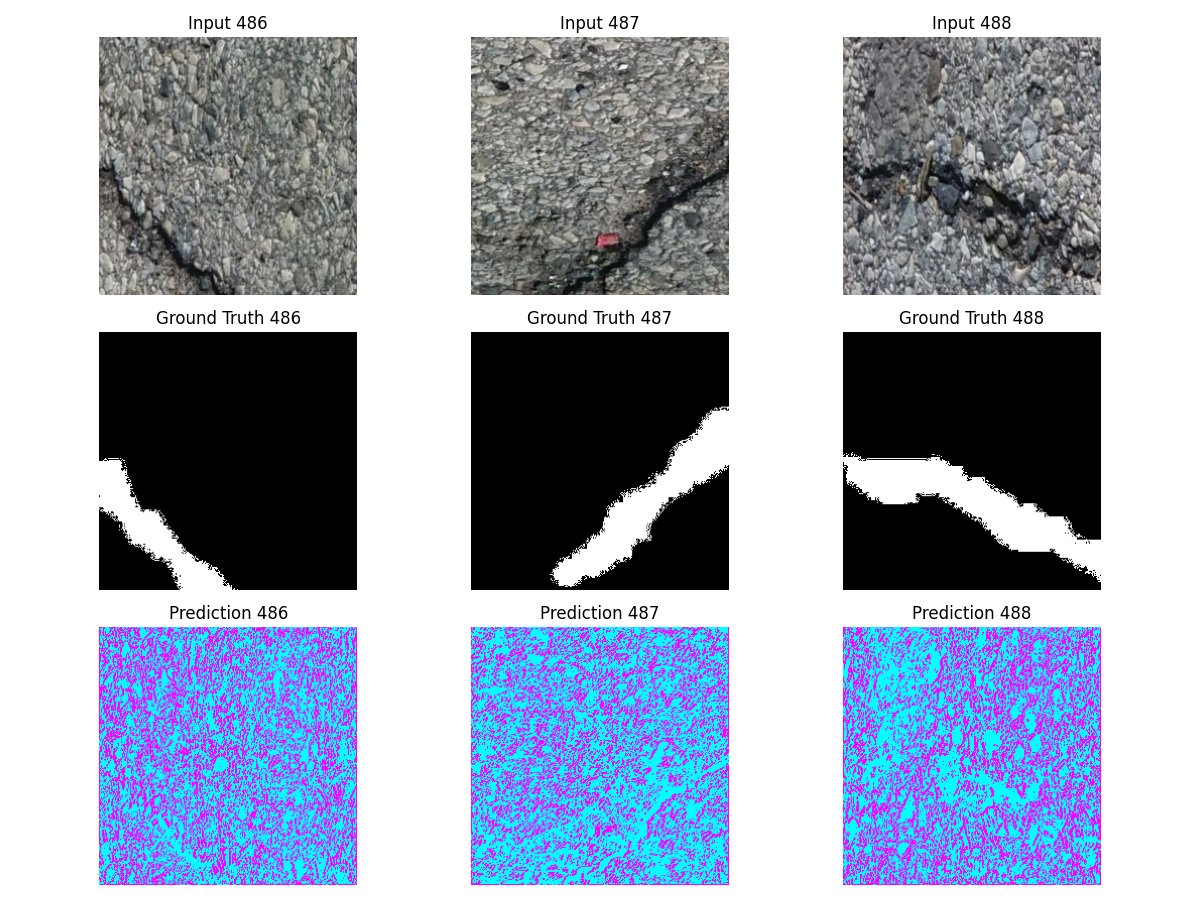 Input 486
Input 487
Input 488
Ground Truth 486
Ground Truth 487
Ground Truth 488
Prediction 486
Prediction 487
Prediction 488